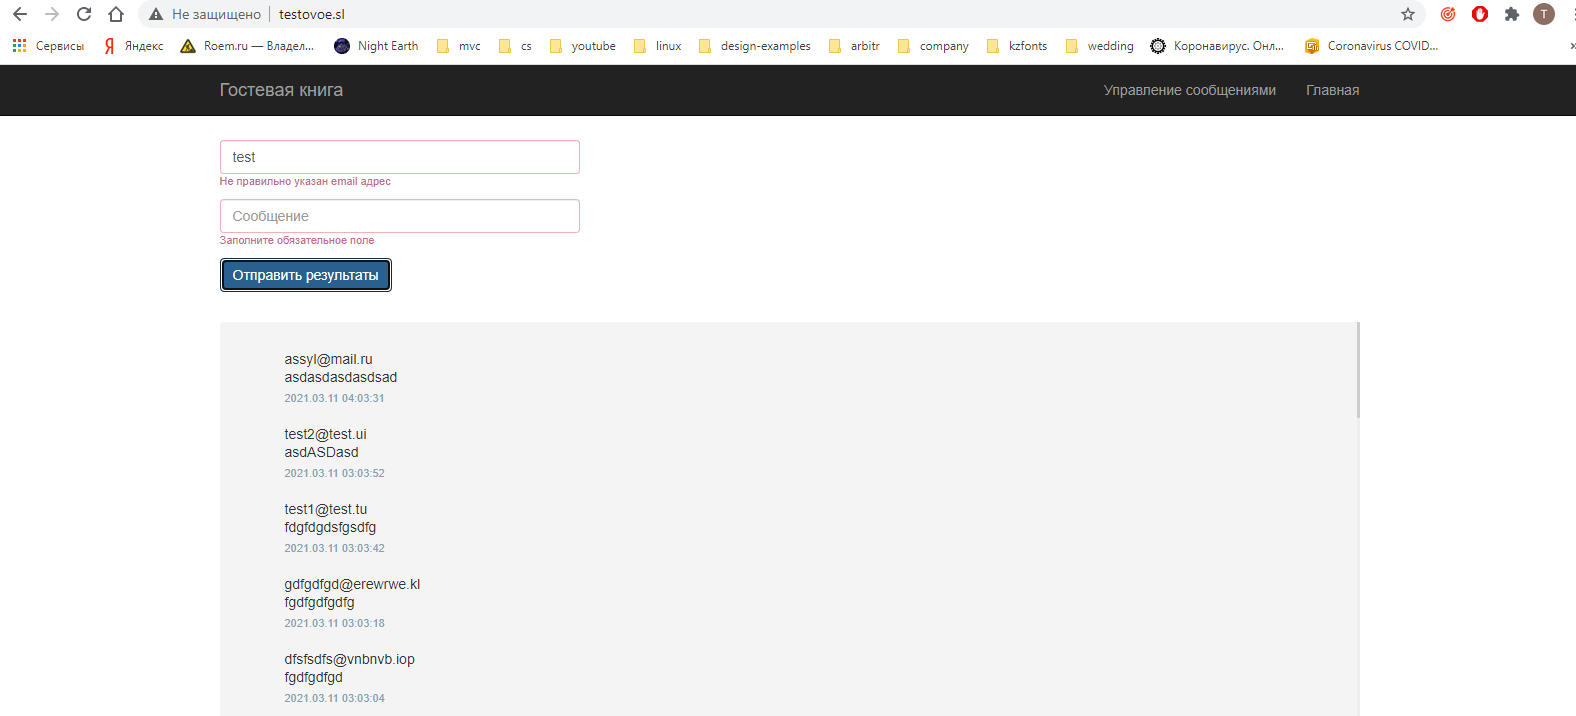 Не защищено | testovoe.sl
Сервисы Яндекс Roem.ru — Владел... Night Earth mvc cs youtube linux design-examples arbitr company kzfonts wedding Коронавирус. Онл... Coronavirus COVID... »
Гостевая книга Управление сообщениями Главная
test
Не правильно указан email адрес
Сообщение
Заполните обязательное поле
Отправить результаты
assyl@mail.ru
asdasdasdasdsad
2021.03.11 04:03:31
test2@test.ui
asdASDasd
2021.03.11 03:03:52
test1@test.tu
fdgfdgdsfgsdfg
2021.03.11 03:03:42
gdfgdfgd@erewrwe.kl
fgdfgdfgdfg
2021.03.11 03:03:18
dfsfsdfs@vnbnvb.iop
fgdfgdfgd
2021.03.11 03:03:04